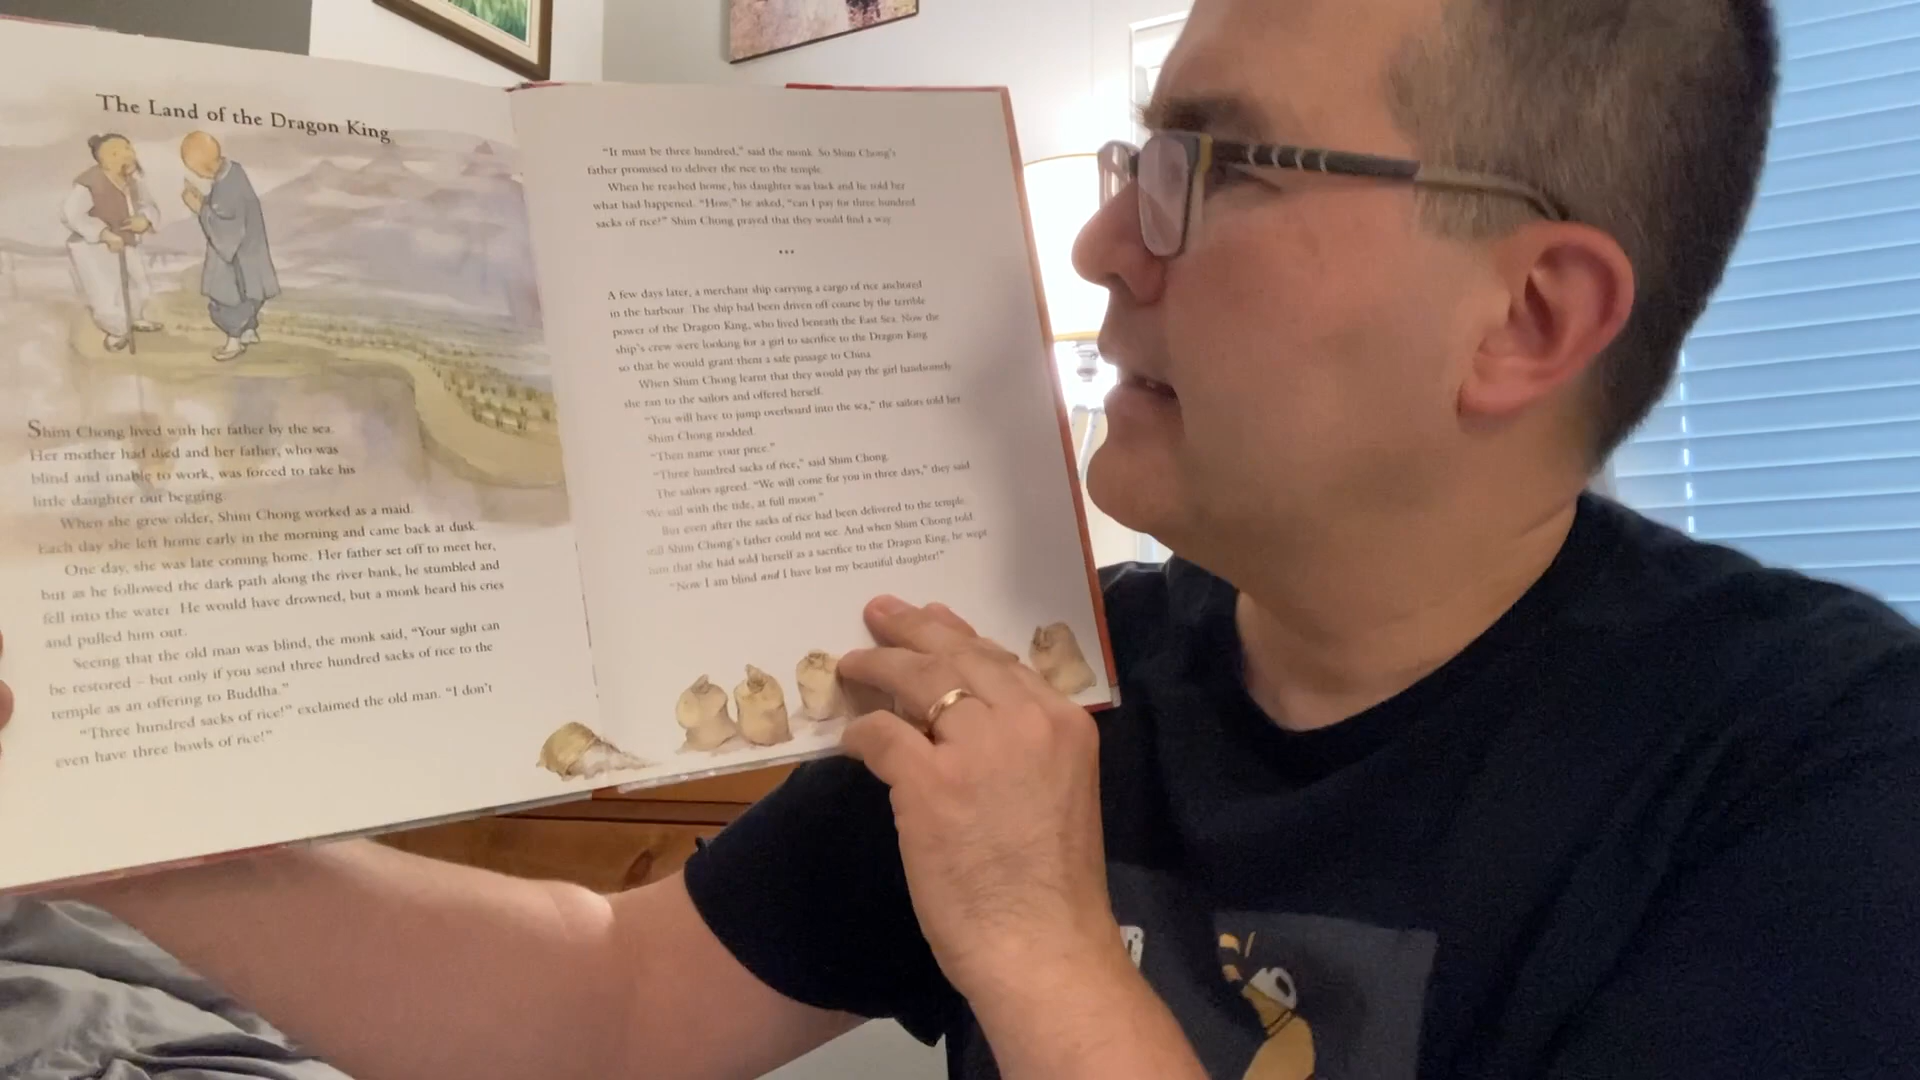 The Land of the Dragon King
Shim Chong lived with her father by the sea.
Her mother had died and her father, who was
blind and unable to work, was forced to take his
little daughter out begging.
When she grew older, Shim Chong worked as a maid.
Each day she left home early in the morning and came back at dusk.
One day, she was late coming home. Her father set off to meet her,
but as he followed the dark path along the river bank, he stumbled and
fell into the water. He would have drowned, but a monk heard his cries
and pulled him out.
Seeing that the old man was blind, the monk said, “Your sight can
be restored – but only if you send three hundred sacks of rice to the
temple as an offering to Buddha.”
“Three hundred sacks of rice!” exclaimed the old man. “I don’t
even have three bowls of rice!”
“It must be three hundred,” said the monk. So Shim Chong’s
father promised to deliver the rice to the temple.
When he reached home, his daughter was back and he told her
what had happened. “How,” he asked, “can I pay for three hundred
sacks of rice?” Shim Chong prayed that they would find a way.
•••
A few days later, a merchant ship carrying a cargo of rice anchored
in the harbour. The ship had been driven off course by the terrible
power of the Dragon King, who lived beneath the East Sea. Now the
ship’s crew were looking for a girl to sacrifice to the Dragon King
so that he would grant them a safe passage to China.
When Shim Chong learnt that they would pay the girl handsomely,
she ran to the sailors and offered herself.
“You will have to jump overboard into the sea,” the sailors told her.
Shim Chong nodded.
“Then name your price.”
“Three hundred sacks of rice,” said Shim Chong.
The sailors agreed. “We will come for you in three days,” they said.
“We sail with the tide, at full moon.”
But even after the sacks of rice had been delivered to the temple,
still Shim Chong’s father could not see. And when Shim Chong told
him that she had sold herself as a sacrifice to the Dragon King, he wept.
“Now I am blind and I have lost my beautiful daughter!”